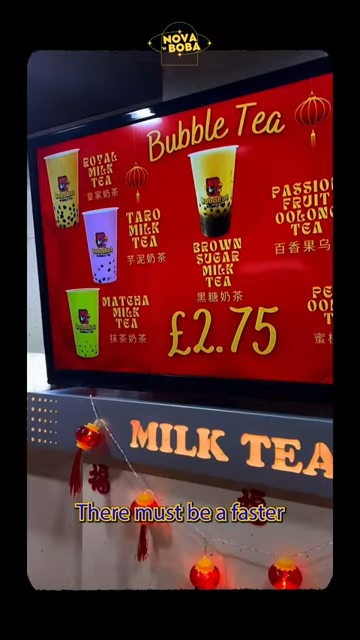 NOVA
BOBA
Bubble Tea
ROYAL
MILK
TEA
皇家奶茶
TARO
MILK
TEA
芋泥奶茶
MATCHA
MILK
TEA
抹茶奶茶
BROWN
SUGAR
MILK
TEA
黑糖奶茶
£2.75
PASSION
FRUIT
OOLONG
TEA
百香果乌
TEA
MILK TEA
福
There must be a faster